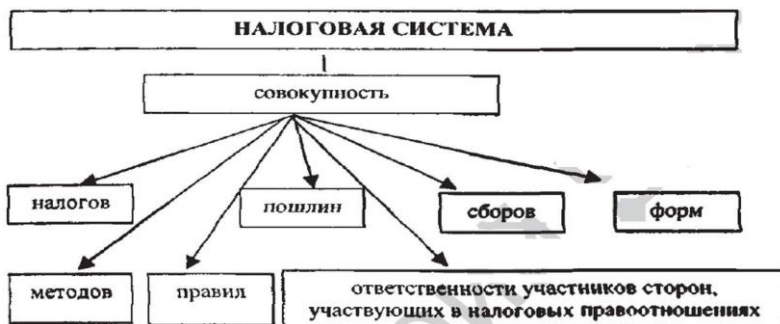 НАЛОГОВАЯ СИСТЕМА
совокупность
налогов
пошлин
сборов
форм
методов
правил
ответственности участников сторон,
участвующих в налоговых правоотношениях